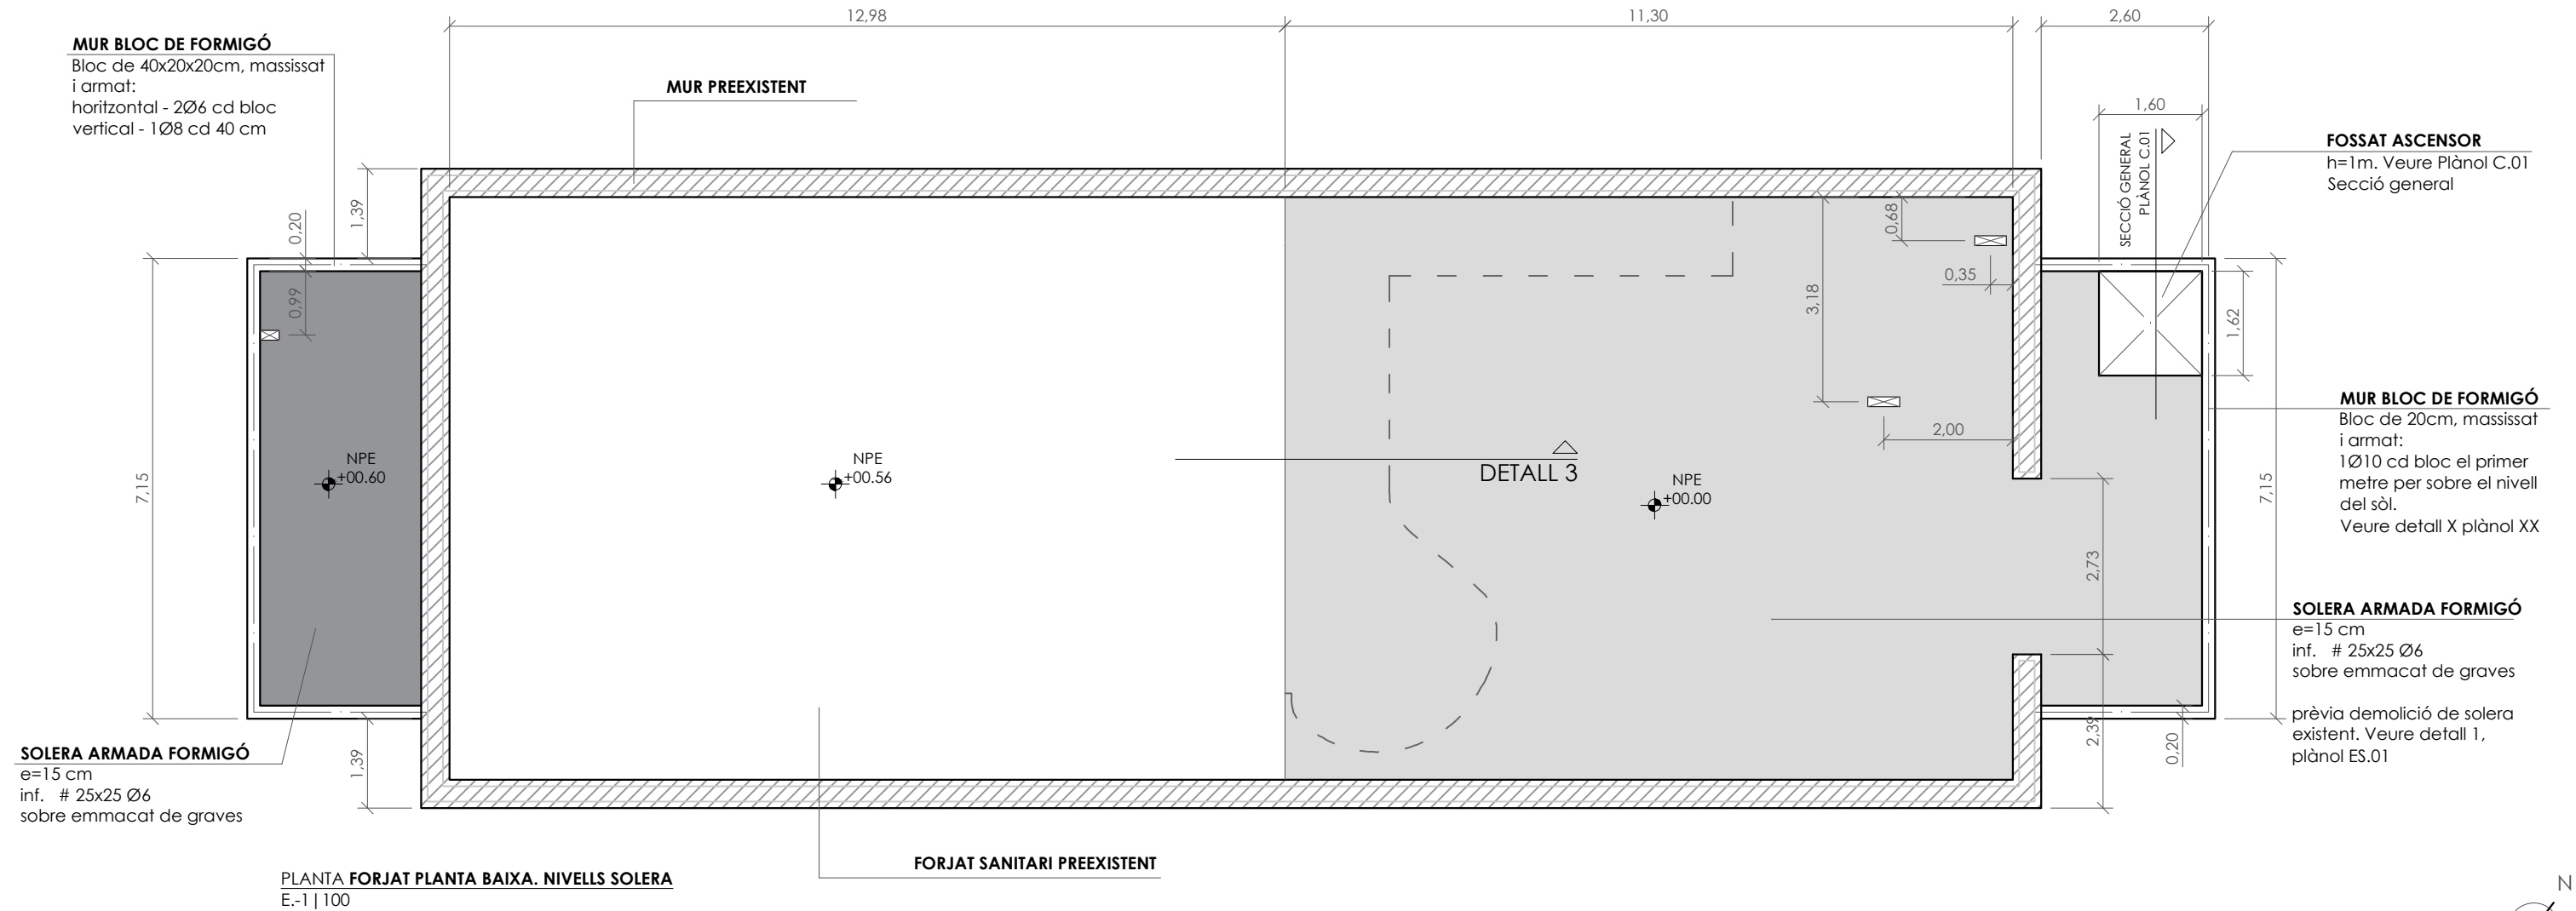 12,98
11,30
2,60
MUR BLOC DE FORMIGÓ
Bloc de 40x20x20cm, massissat
i armat:
horitzontal - 2Ø6 cd bloc
vertical - 1Ø8 cd 40 cm
MUR PREEXISTENT
1,60
SECCIÓ GENERAL
PLÀNOL C.01
FOSSAT ASCENSOR
h=1m. Veure Plànol C.01
Secció general
1,39
0,20
0,99
0,68
0,35
3,18
1,62
2,00
MUR BLOC DE FORMIGÓ
Bloc de 20cm, massissat
i armat:
1Ø10 cd bloc el primer
metre per sobre el nivell
del sòl.
Veure detall X plànol XX
7,15
NPE
+00.60
NPE
+00.56
DETALL 3
NPE
+00.00
7,15
2,73
SOLERA ARMADA FORMIGÓ
e=15 cm
inf. # 25x25 Ø6
sobre emmacat de graves
prèvia demolició de solera
existent. Veure detall 1,
plànol ES.01
2,39
0,20
1,39
SOLERA ARMADA FORMIGÓ
e=15 cm
inf. # 25x25 Ø6
sobre emmacat de graves
FORJAT SANITARI PREEXISTENT
PLANTA FORJAT PLANTA BAIXA. NIVELLS SOLERA
E.-1 | 100
N